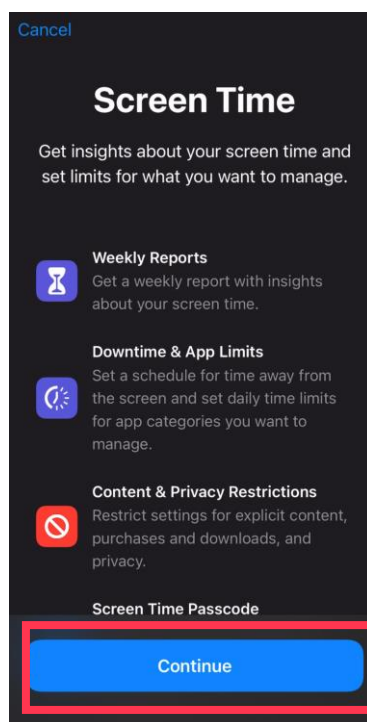 Cancel
Screen Time
Get insights about your screen time and
set limits for what you want to manage.
Weekly Reports
Get a weekly report with insights
about your screen time.
Downtime & App Limits
Set a schedule for time away from
the screen and set daily time limits
for app categories you want to
manage.
Content & Privacy Restrictions
Restrict settings for explicit content,
purchases and downloads, and
privacy.
Screen Time Passcode
Continue